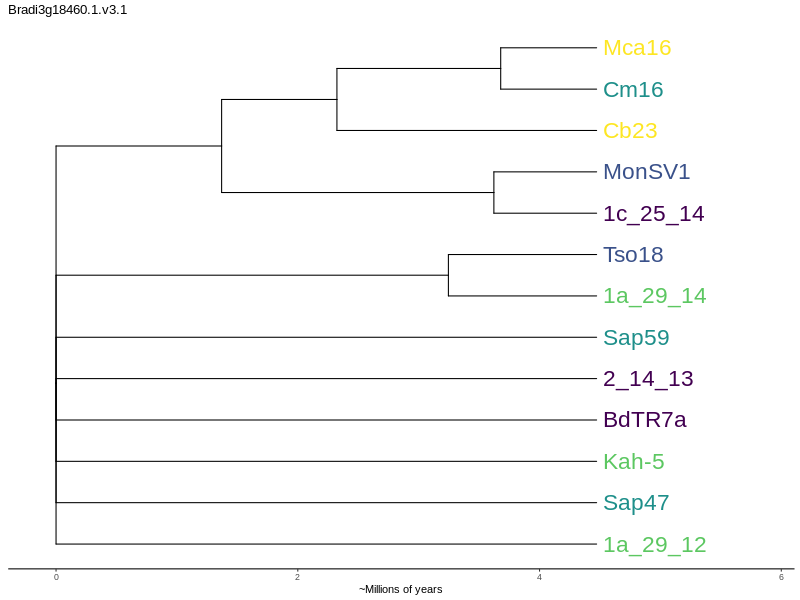 Bradi3g18460.1.v3.1
Mca16
Cm16
Cb23
MonSV1
1c_25_14
Tso18
1a_29_14
Sap59
2_14_13
BdTR7a
Kah-5
Sap47
1a_29_12
0 2 4 6
~Millions of years